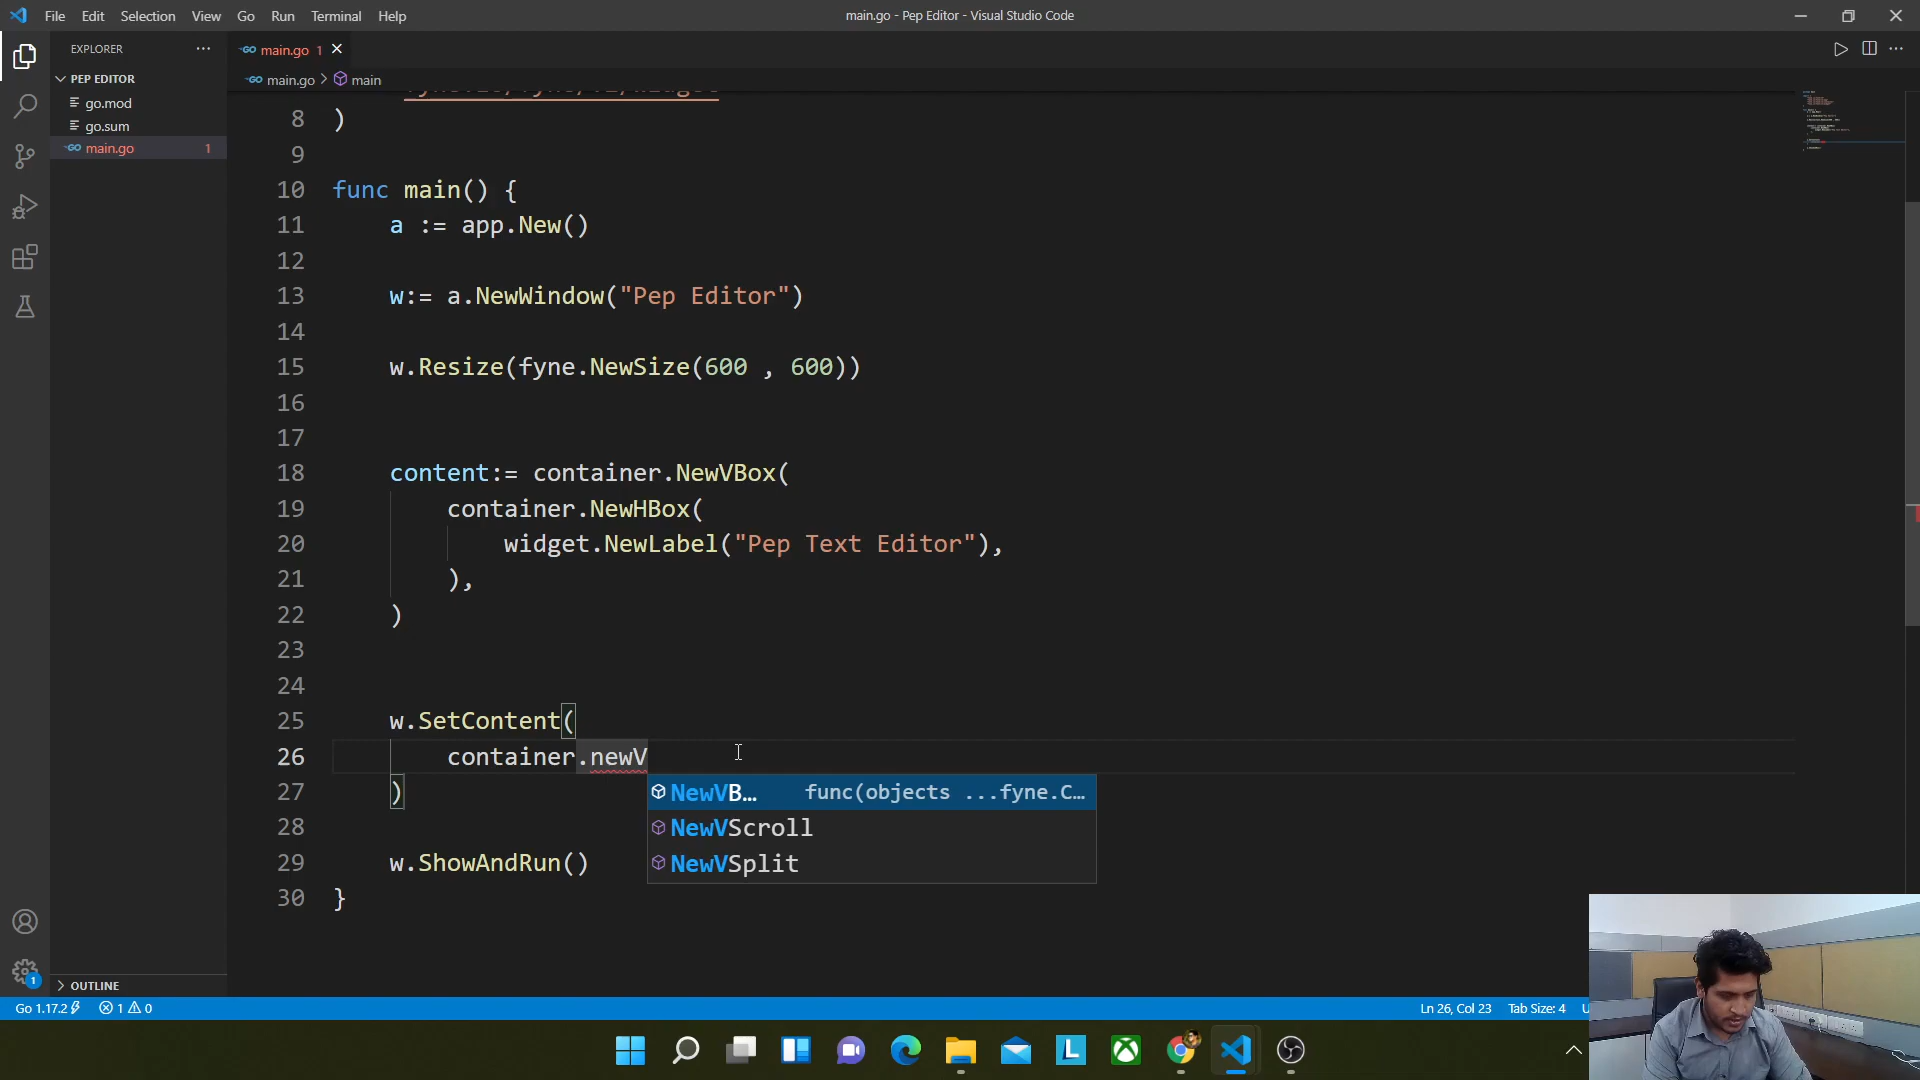 File Edit Selection View Go Run Terminal Help
main.go - Pep Editor - Visual Studio Code
EXPLORER
PEP EDITOR
go.mod
go.sum
main.go 1
main.go 1
main.go > main
8 )
9
10 func main() {
11 a := app.New()
12
13 w:= a.NewWindow("Pep Editor")
14
15 w.Resize(fyne.NewSize(600 , 600))
16
17
18 content:= container.NewVBox(
19 container.NewHBox(
20 widget.NewLabel("Pep Text Editor"),
21 ),
22 )
23
24
25 w.SetContent(
26 container.newV
NewVB… func(objects ...fyne.C…
NewVScroll
NewVSplit
27 )
28
29 w.ShowAndRun()
30 }
OUTLINE
1
Go 1.17.2 1 0
Ln 26, Col 23 Tab Size: 4